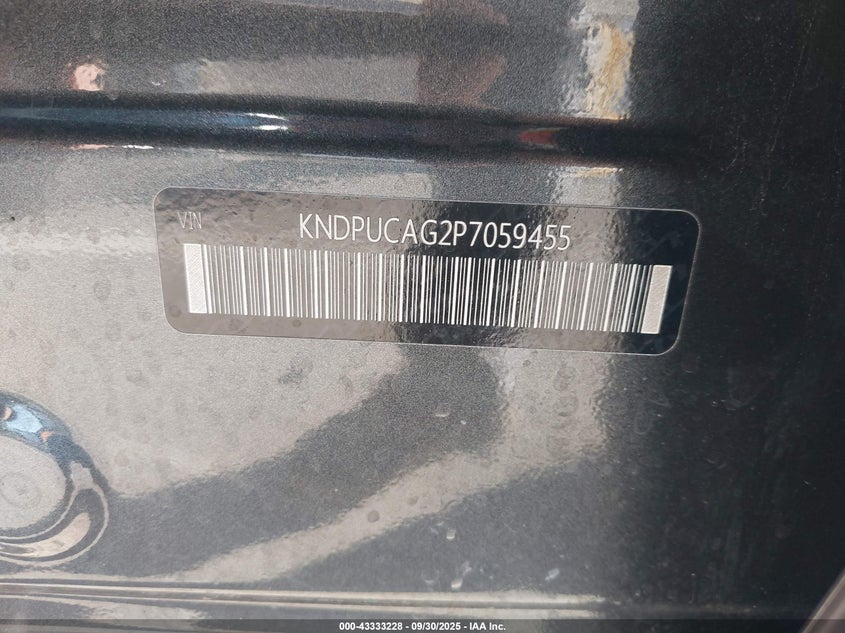 VIN KNDPUCAG2P7059455
000-43333228 - 09/30/2025 - IAA Inc.